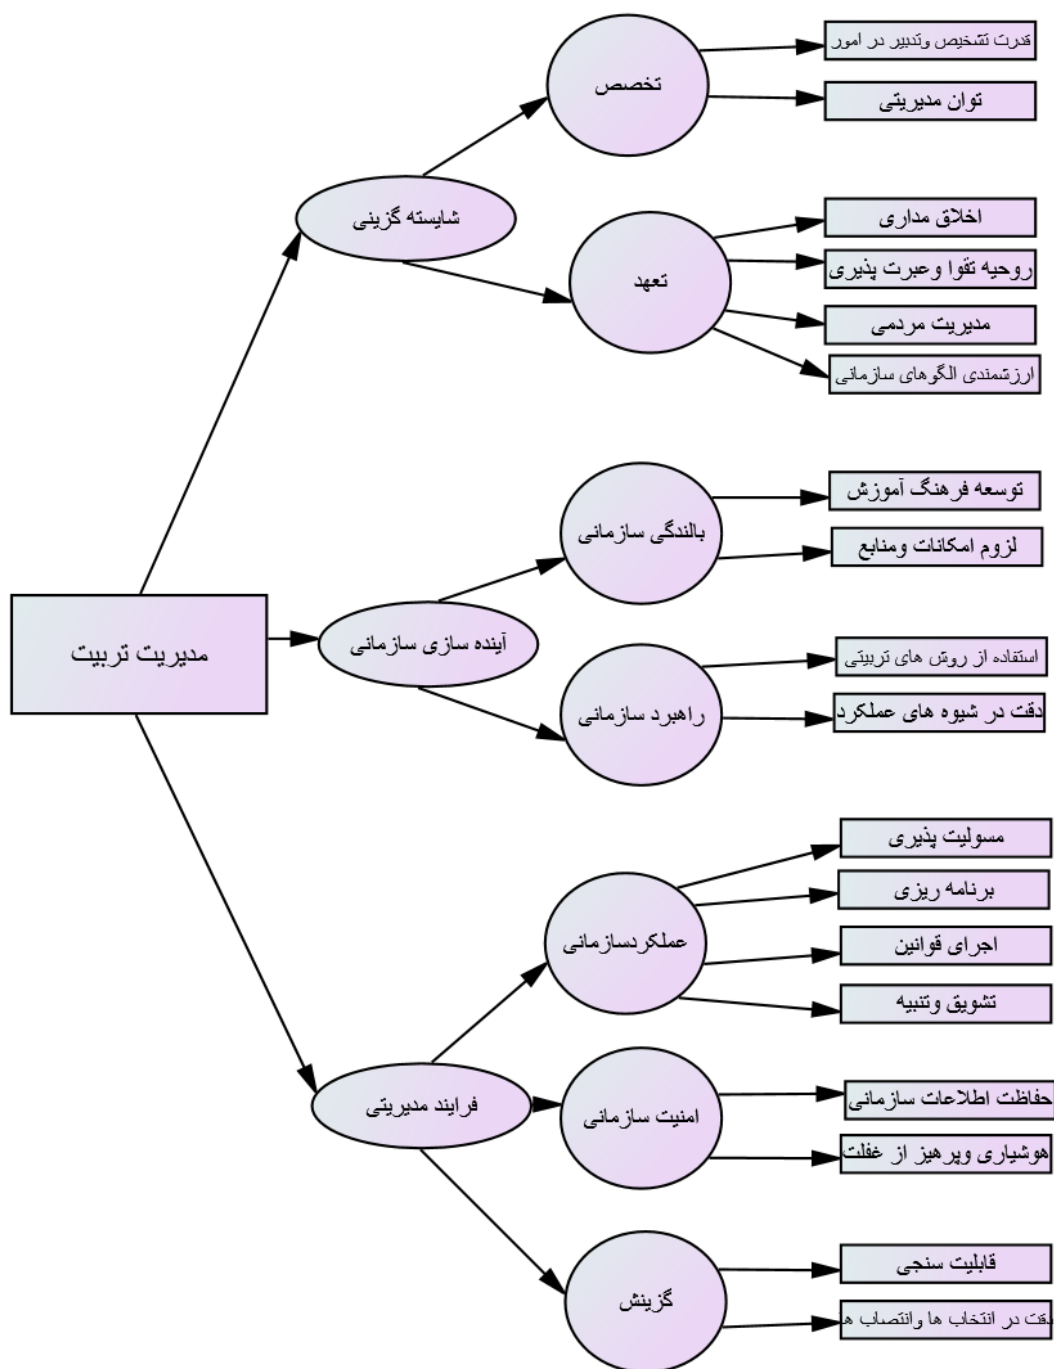 قدرت تشخیص وتدبیر در امور
تخصص
توان مدیریتی
شایسته گزینی
اخلاق مداری
روحیه تقوا وعبرت پذیری
تعهد
مدیریت مردمی
ارزشمندی الگوهای سازمانی
توسعه فرهنگ آموزش
بالندگی سازمانی
لزوم امکانات ومنابع
مدیریت تربیت
آینده سازی سازمانی
استفاده از روش های تربیتی
راهبرد سازمانی
دقت در شیوه های عملکرد
مسولیت پذیری
برنامه ریزی
عملکردسازمانی
اجرای قوانین
تشویق وتنبیه
فرایند مدیریتی
حفاظت اطلاعات سازمانی
امنیت سازمانی
هوشیاری وپرهیز از غفلت
قابلیت سنجی
گزینش
دقت در انتخاب ها وانتصاب ها